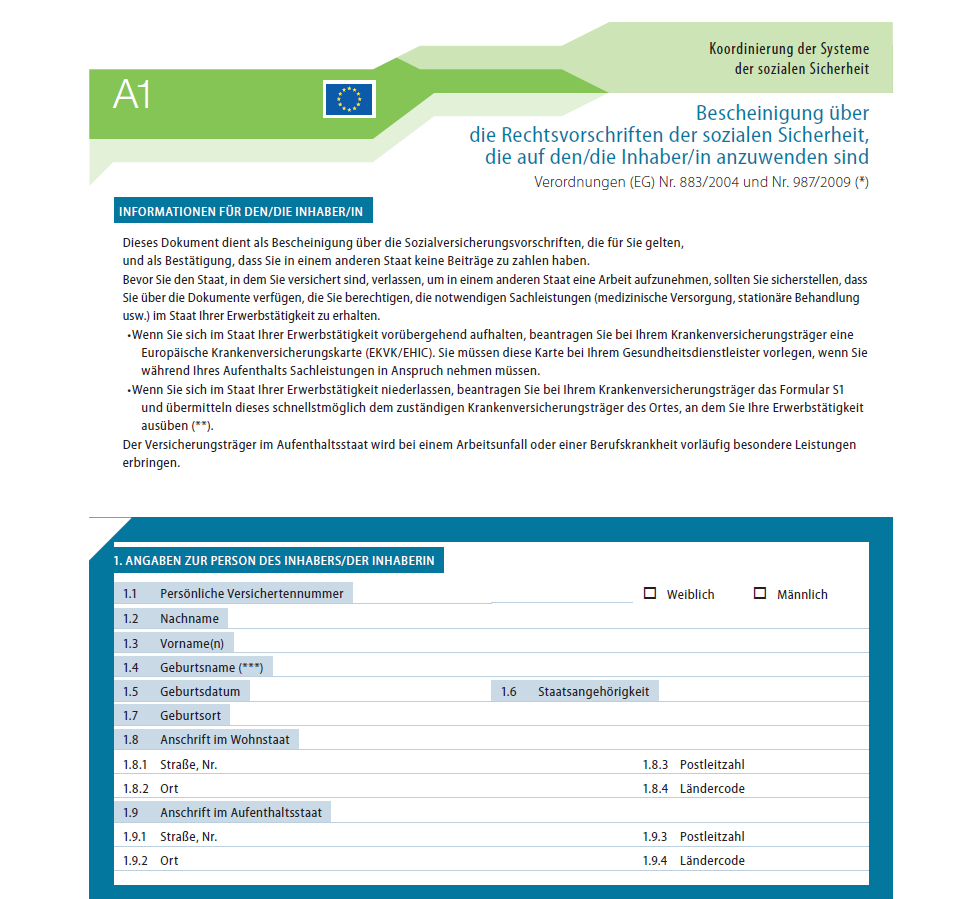 Koordinierung der Systeme
der sozialen Sicherheit
A1
Bescheinigung über
die Rechtsvorschriften der sozialen Sicherheit,
die auf den/die Inhaber/in anzuwenden sind
Verordnungen (EG) Nr. 883/2004 und Nr. 987/2009 (*)
INFORMATIONEN FÜR DEN/DIE INHABER/IN
Dieses Dokument dient als Bescheinigung über die Sozialversicherungsvorschriften, die für Sie gelten,
und als Bestätigung, dass Sie in einem anderen Staat keine Beiträge zu zahlen haben.
Bevor Sie den Staat, in dem Sie versichert sind, verlassen, um in einem anderen Staat eine Arbeit aufzunehmen, sollten Sie sicherstellen, dass
Sie über die Dokumente verfügen, die Sie berechtigen, die notwendigen Sachleistungen (medizinische Versorgung, stationäre Behandlung
usw.) im Staat Ihrer Erwerbstätigkeit zu erhalten.
•Wenn Sie sich im Staat Ihrer Erwerbstätigkeit vorübergehend aufhalten, beantragen Sie bei Ihrem Krankenversicherungsträger eine
Europäische Krankenversicherungskarte (EKVK/EHIC). Sie müssen diese Karte bei Ihrem Gesundheitsdienstleister vorlegen, wenn Sie
während Ihres Aufenthalts Sachleistungen in Anspruch nehmen müssen.
•Wenn Sie sich im Staat Ihrer Erwerbstätigkeit niederlassen, beantragen Sie bei Ihrem Krankenversicherungsträger das Formular S1
und übermitteln dieses schnellstmöglich dem zuständigen Krankenversicherungsträger des Ortes, an dem Sie Ihre Erwerbstätigkeit
ausüben (**).
Der Versicherungsträger im Aufenthaltsstaat wird bei einem Arbeitsunfall oder einer Berufskrankheit vorläufig besondere Leistungen
erbringen.
1. ANGABEN ZUR PERSON DES INHABERS/DER INHABERIN
1.1 Persönliche Versichertennummer Weiblich Männlich
1.2 Nachname
1.3 Vorname(n)
1.4 Geburtsname (***)
1.5 Geburtsdatum 1.6 Staatsangehörigkeit
1.7 Geburtsort
1.8 Anschrift im Wohnstaat
1.8.1 Straße, Nr. 1.8.3 Postleitzahl
1.8.2 Ort 1.8.4 Ländercode
1.9 Anschrift im Aufenthaltsstaat
1.9.1 Straße, Nr. 1.9.3 Postleitzahl
1.9.2 Ort 1.9.4 Ländercode